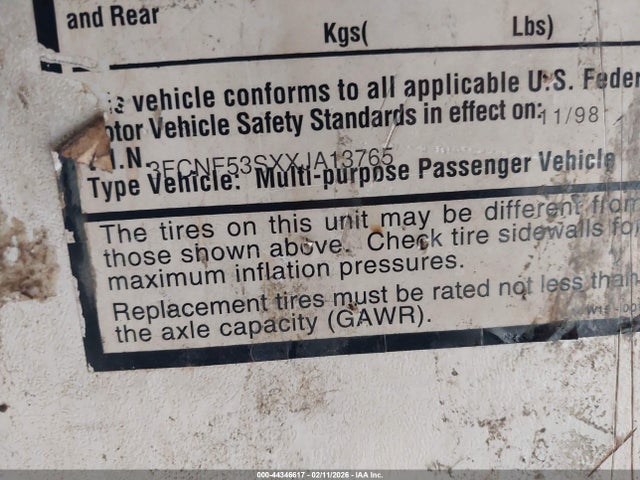 and Rear
Kgs( Lbs)
vehicle conforms to all applicable U.S. Feder
otor Vehicle Safety Standards in effect on: 11/98
I.N. 3FCNF53SXXJA13765
Type Vehicle: Multi-purpose Passenger Vehicle
The tires on this unit may be different from
those shown above. Check tire sidewalls for
maximum inflation pressures.
Replacement tires must be rated not less than
the axle capacity (GAWR).
000-44346617 - 02/11/2026 - IAA Inc.